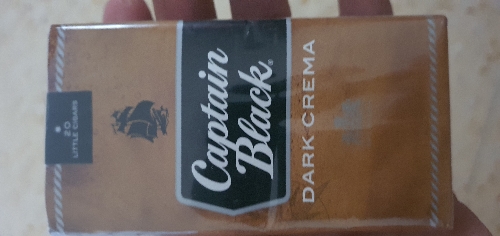 20
LITTLE CIGARS
Captain
Black®
DARK CREMA